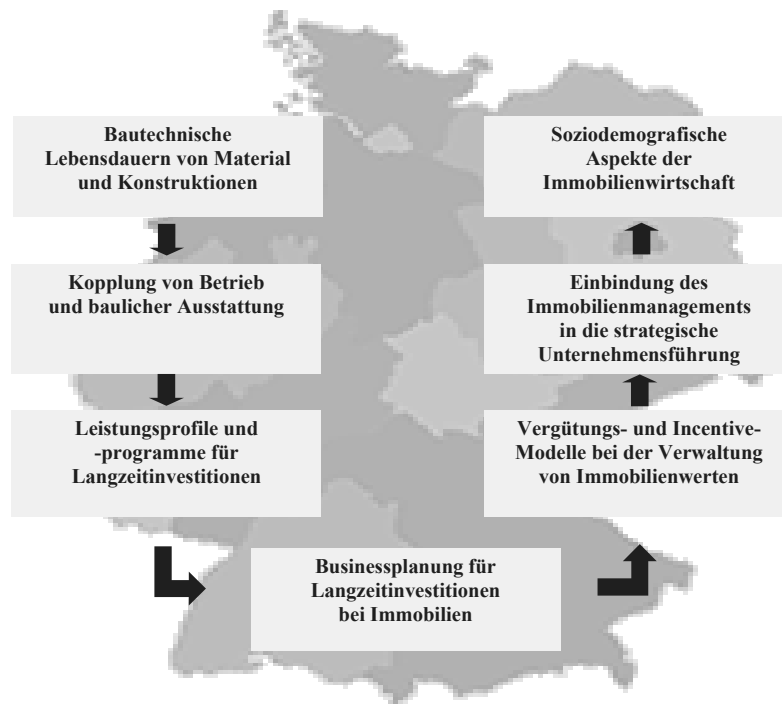 Bautechnische
Lebensdauern von Material
und Konstruktionen
Kopplung von Betrieb
und baulicher Ausstattung
Leistungsprofile und
-programme für
Langzeitinvestitionen
Businessplanung für
Langzeitinvestitionen
bei Immobilien
Vergütungs- und Incentive-
Modelle bei der Verwaltung
von Immobilienwerten
Einbindung des
Immobilienmanagements
in die strategische
Unternehmensführung
Soziodemografische
Aspekte der
Immobilienwirtschaft